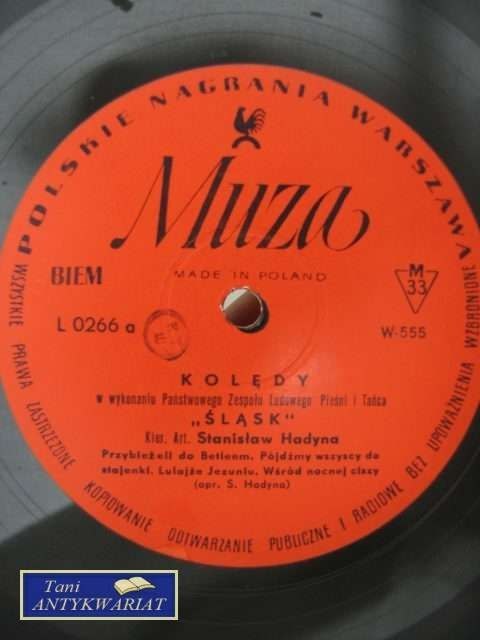 POLSKIE NAGRANIA WARSZAWA
Muza
MADE IN POLAND
BIEM
M
33
L 0266 a
W-555
KOLĘDY
w wykonaniu Państwowego Zespołu Ludowego Pieśni i Tańca
„ŚLĄSK"
Kier. Art. Stanisław Hadyna
Przybieżeli do Betlem. Pójdźmy wszyscy do
stajenki. Lulajże Jezuniu. Wśród nocnej ciszy
(opr. S. Hadyna)
WSZYSTKIE PRAWA ZASTRZEŻONE KOPIOWANIE ODTWARZANIE PUBLICZNE I RADIOWE BEZ UPOWAŻNIENIA WZBRONIONE
Tani
ANTYKWARIAT